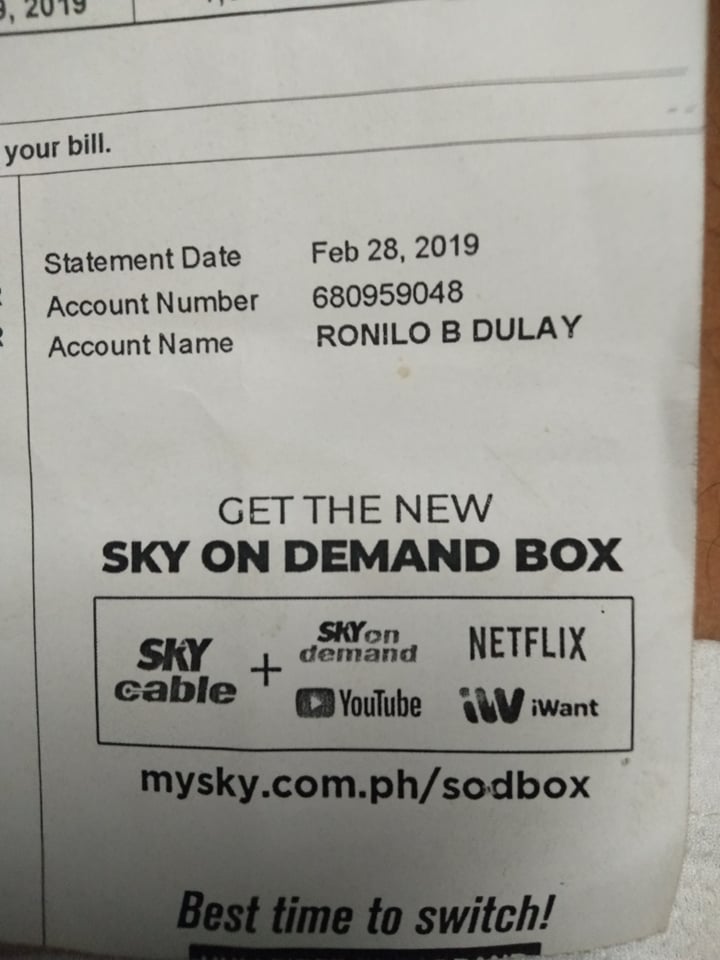 9, 2019
your bill.
Statement Date Feb 28, 2019
Account Number 680959048
Account Name RONILO B DULAY
GET THE NEW
SKY ON DEMAND BOX
SKY cable + SKY on demand NETFLIX
YouTube iWant
mysky.com.ph/sodbox
Best time to switch!